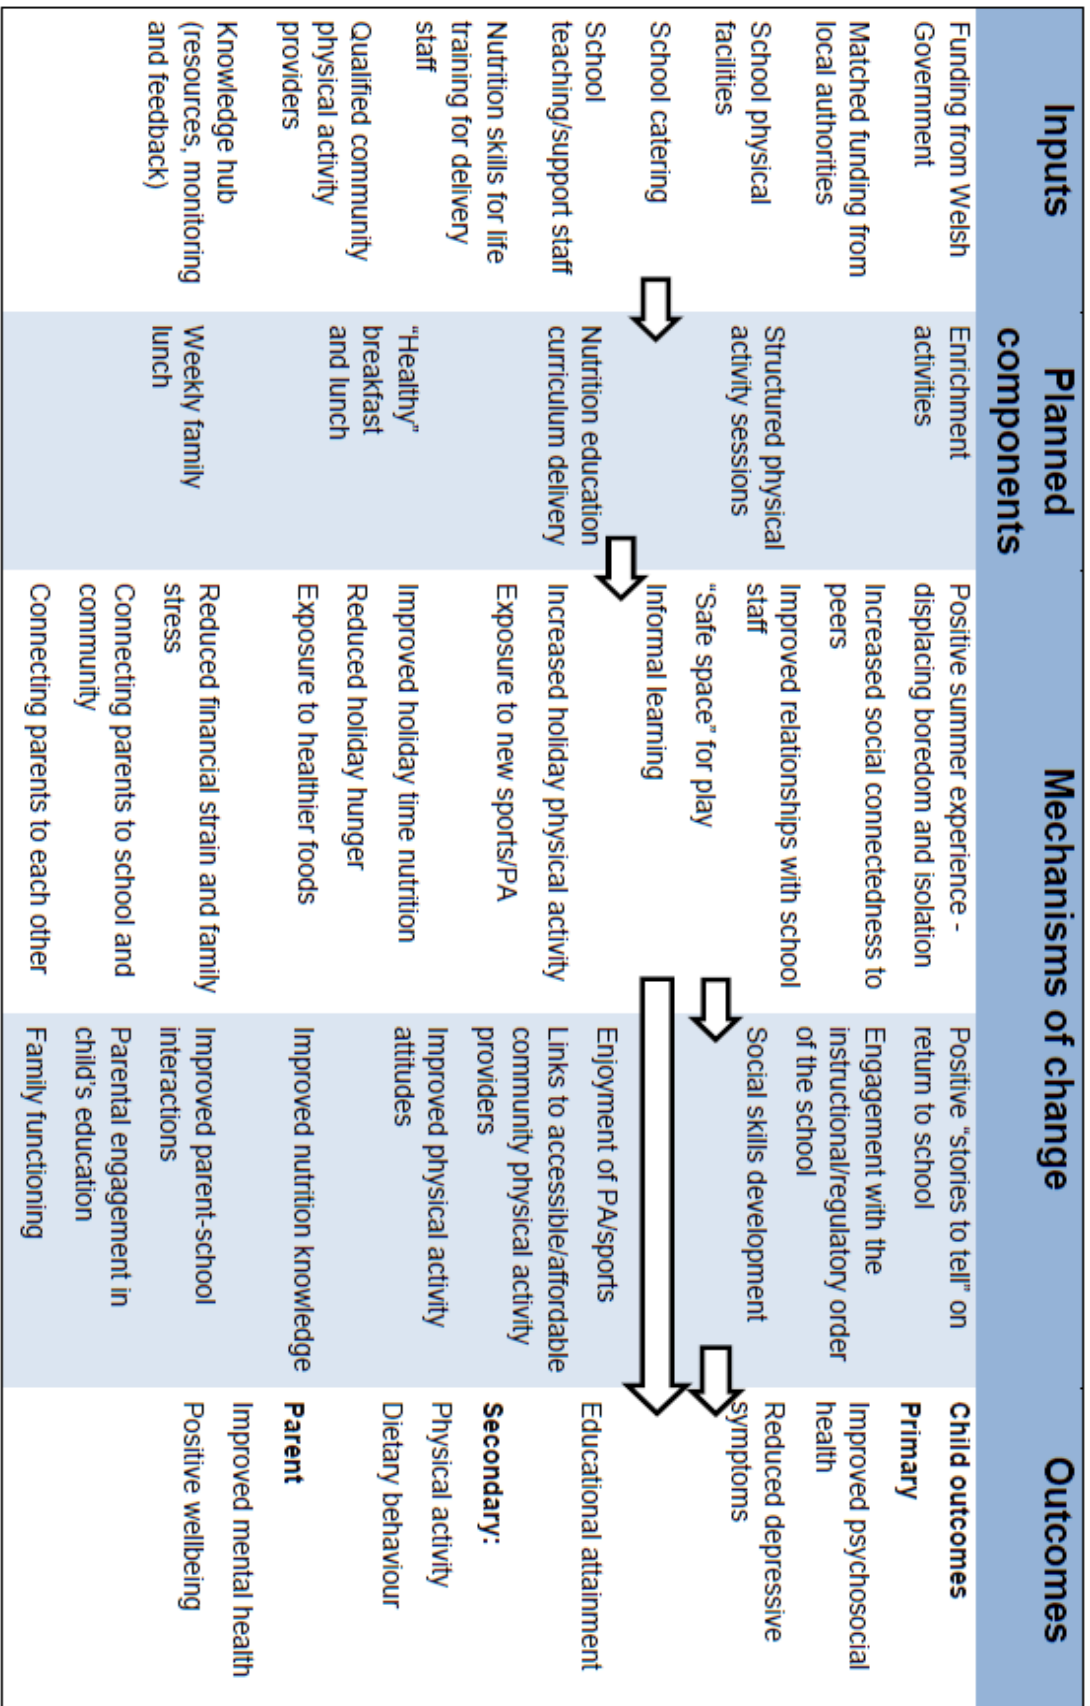 Inputs
Planned
components
Mechanisms of change
Outcomes
Funding from Welsh
Government
Matched funding from
local authorities
School physical
facilities
School catering
School
teaching/support staff
Nutrition skills for life
training for delivery
staff
Qualified community
physical activity
providers
Knowledge hub
(resources, monitoring
and feedback)
Enrichment
activities
Structured physical
activity sessions
Nutrition education
curriculum delivery
“Healthy”
breakfast
and lunch
Weekly family
lunch
Positive summer experience -
displacing boredom and isolation
Increased social connectedness to
peers
Improved relationships with school
staff
“Safe space” for play
Informal learning
Increased holiday physical activity
Exposure to new sports/PA
Improved holiday time nutrition
Reduced holiday hunger
Exposure to healthier foods
Reduced financial strain and family
stress
Connecting parents to school and
community
Connecting parents to each other
Positive “stories to tell” on
return to school
Engagement with the
instructional/regulatory order
of the school
Social skills development
Enjoyment of PA/sports
Links to accessible/affordable
community physical activity
providers
Improved physical activity
attitudes
Improved nutrition knowledge
Improved parent-school
interactions
Parental engagement in
child’s education
Family functioning
Child outcomes
Primary
Improved psychosocial
health
Reduced depressive
symptoms
Educational attainment
Secondary:
Physical activity
Dietary behaviour
Parent
Improved mental health
Positive wellbeing